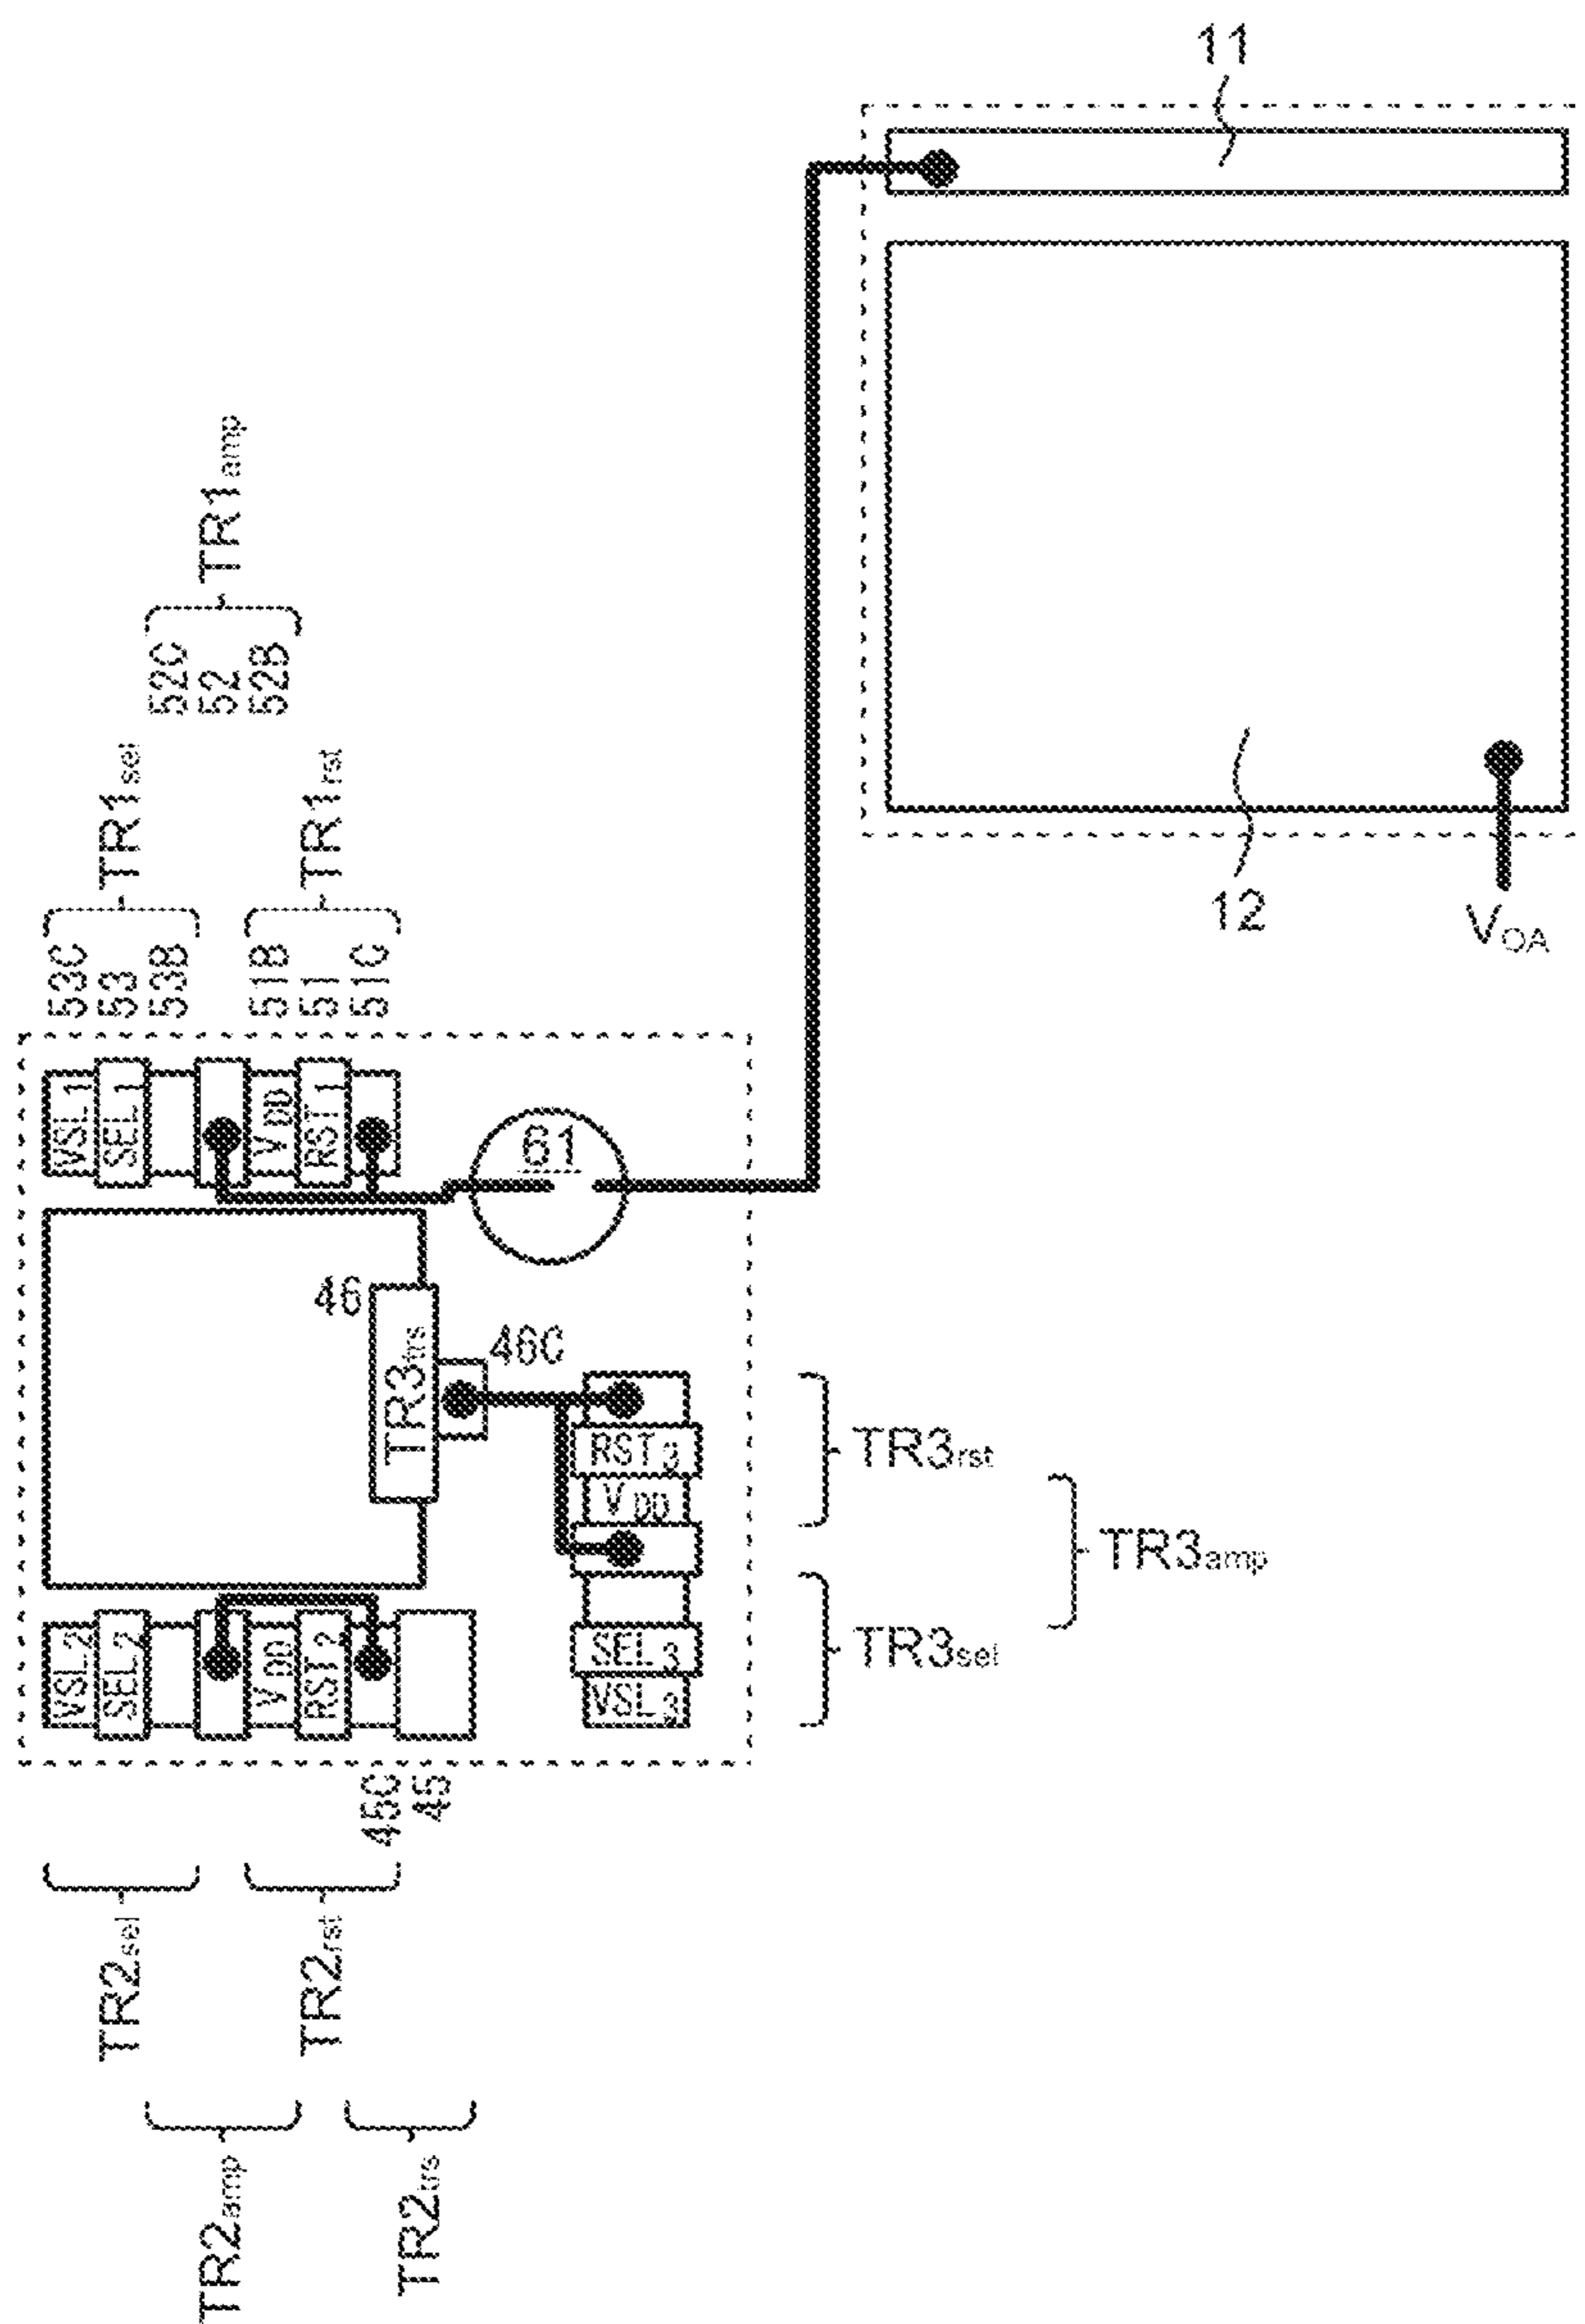 11
TR1amp
52C
52
52B
TR1sel
TR1rst
53C
53
53B
51B
51
51C
12
VOA
VSL1
SEL1
VDD
RST1
61
46
TR3trs
46C
RST3
VDD
SEL3
VSL3
TR3rst
TR3amp
TR3sel
VSL2
SEL2
VDD
RST2
45C
45
TR2sel
TR2rst
TR2amp
TR2trs